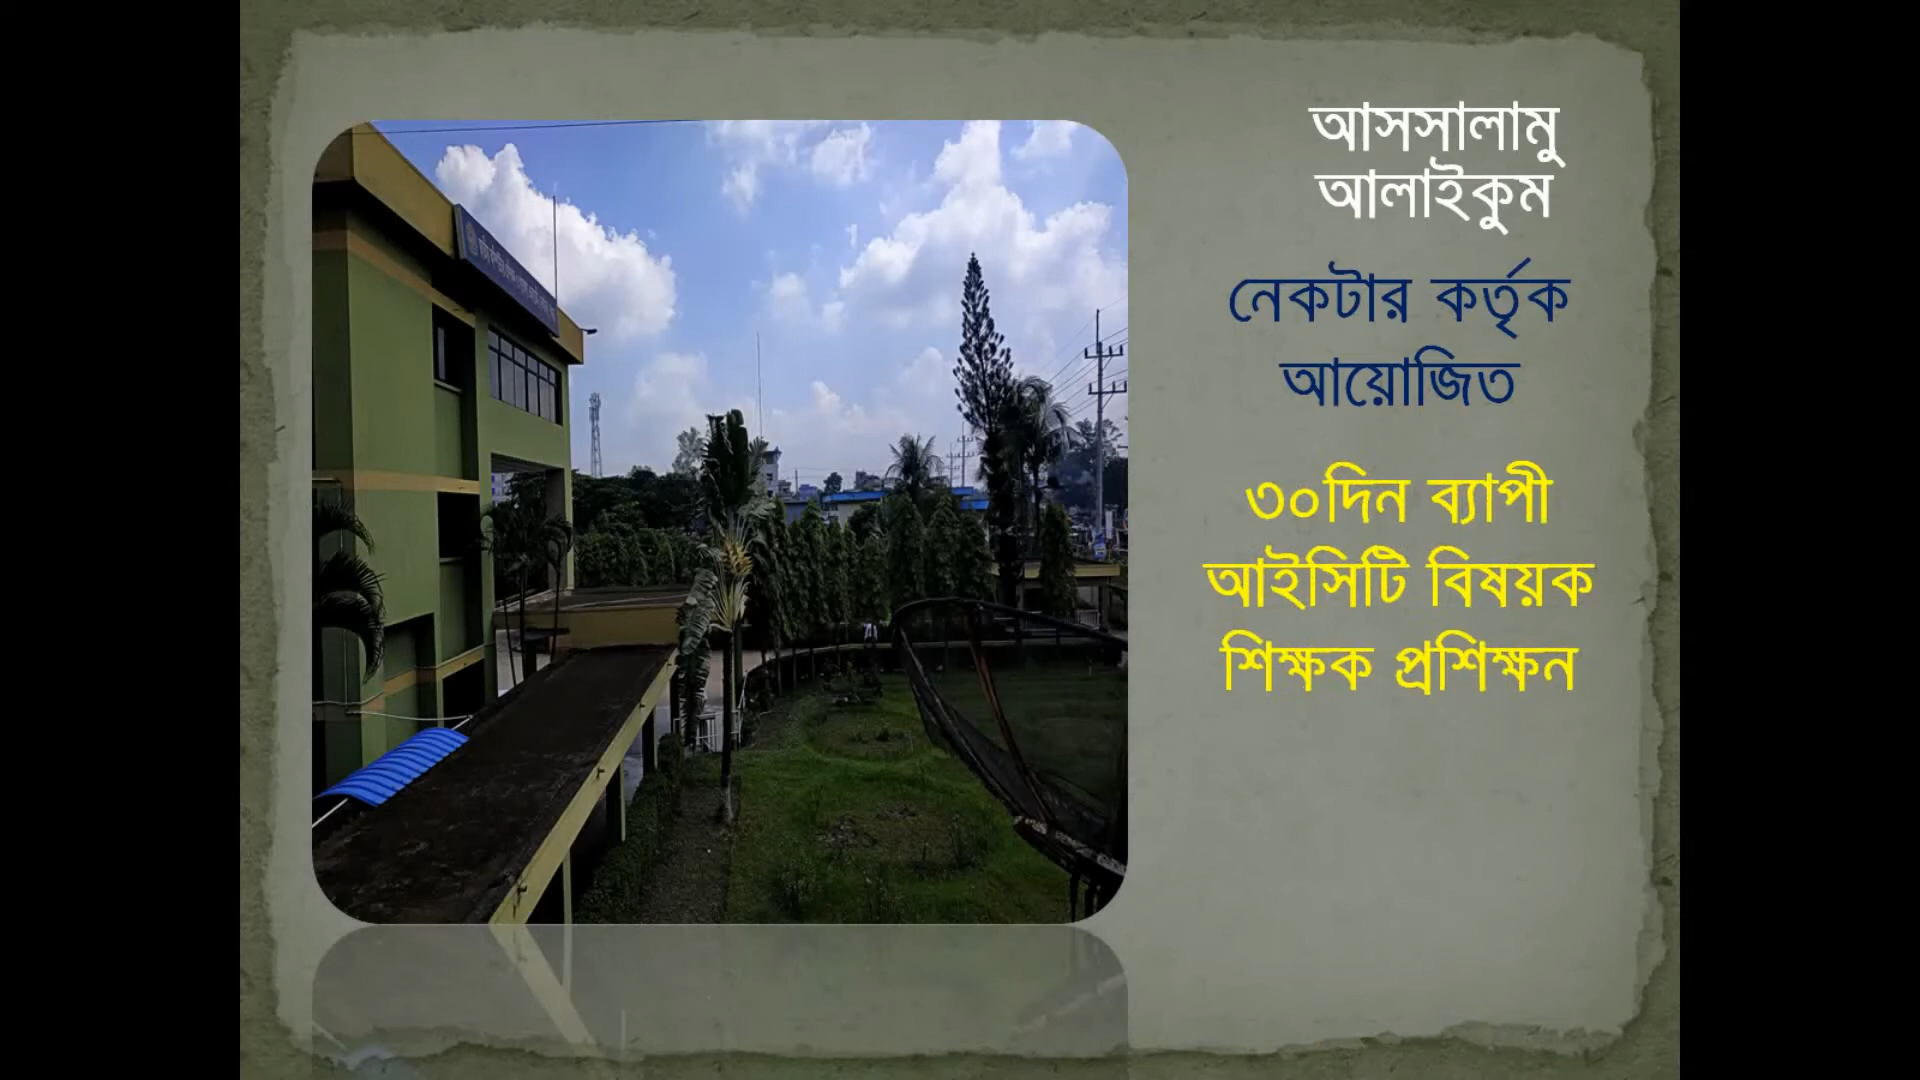 আসসালামু
আলাইকুম
নেকটার কর্তৃক
আয়োজিত
৩০দিন ব্যাপী
আইসিটি বিষয়ক
শিক্ষক প্রশিক্ষন